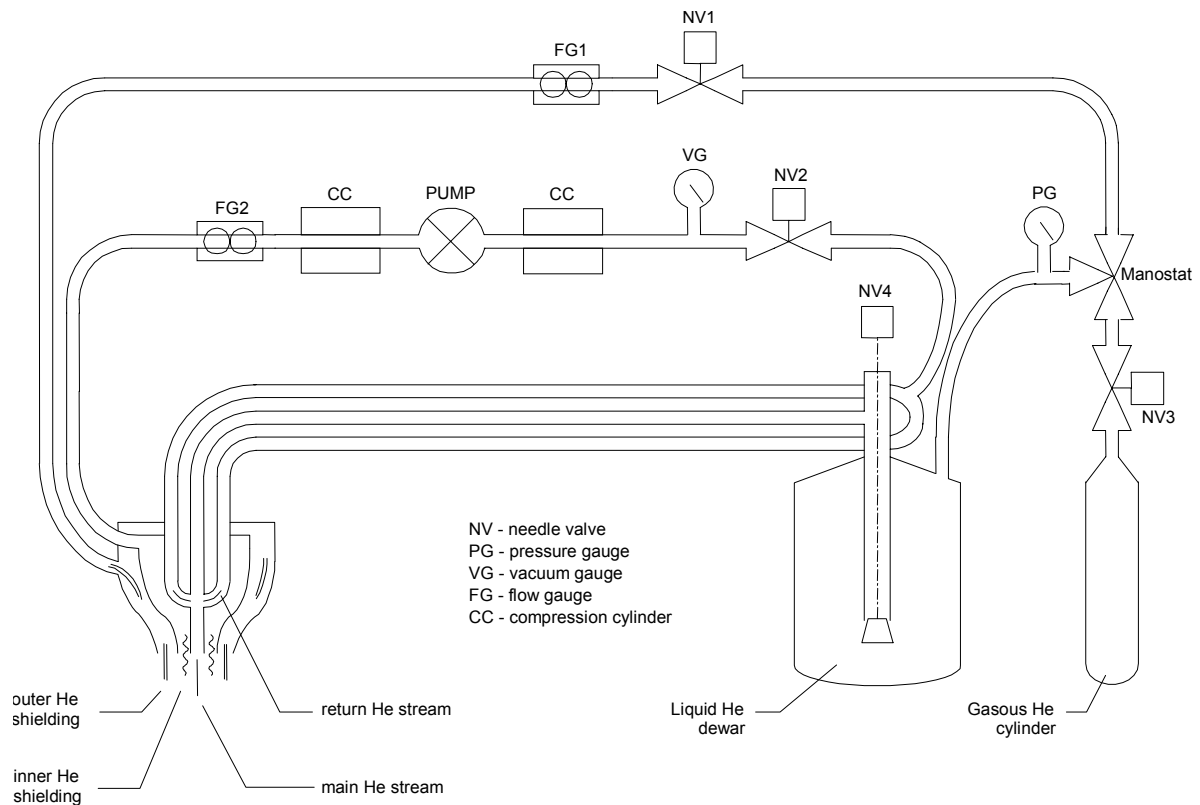 NV1
FG1
VG
NV2
CC
PUMP
CC
FG2
PG
Manostat
NV4
NV3
NV - needle valve
PG - pressure gauge
VG - vacuum gauge
FG - flow gauge
CC - compression cylinder
outer He
shielding
return He stream
Liquid He
dewar
Gasous He
cylinder
inner He
shielding
main He stream